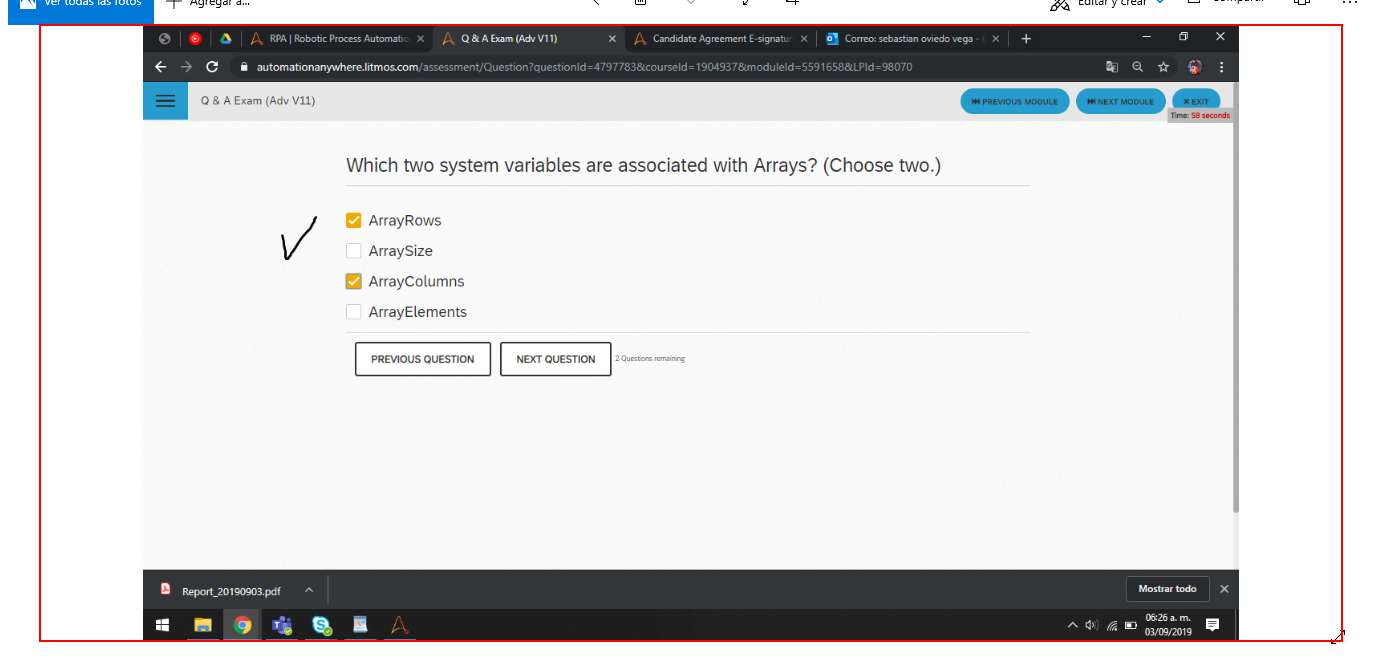 Ver todas las fotos
Agregar a...
Editar y crear
RPA | Robotic Process Automatio
Q & A Exam (Adv V11)
Candidate Agreement E-signatur
Correo: sebastian oviedo vega -
automationanywhere.litmos.com/assessment/Question?questionId=4797783&courseId=1904937&moduleId=5591658&LPId=98070
Q & A Exam (Adv V11)
PREVIOUS MODULE
NEXT MODULE
EXIT
Time: 58 seconds
Which two system variables are associated with Arrays? (Choose two.)
ArrayRows
ArraySize
ArrayColumns
ArrayElements
PREVIOUS QUESTION
NEXT QUESTION
2 Questions remaining
Report_20190903.pdf
Mostrar todo
06:26 a. m.
03/09/2019